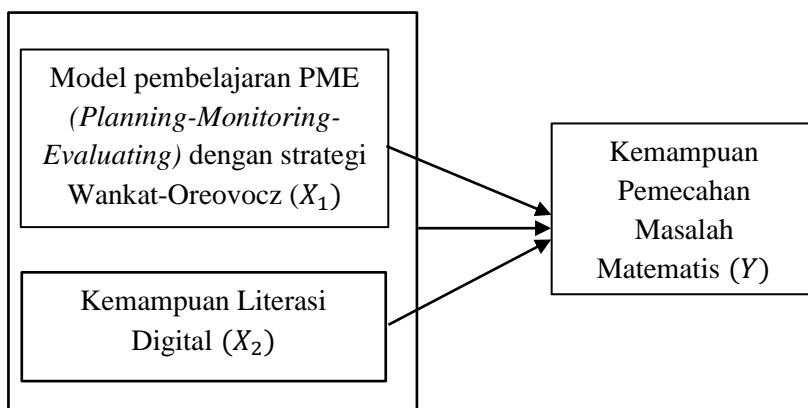 Model pembelajaran PME
(Planning-Monitoring-
Evaluating) dengan strategi
Wankat-Oreovocz (𝑋₁)
Kemampuan Literasi
Digital (𝑋₂)
Kemampuan
Pemecahan
Masalah
Matematis (𝑌)